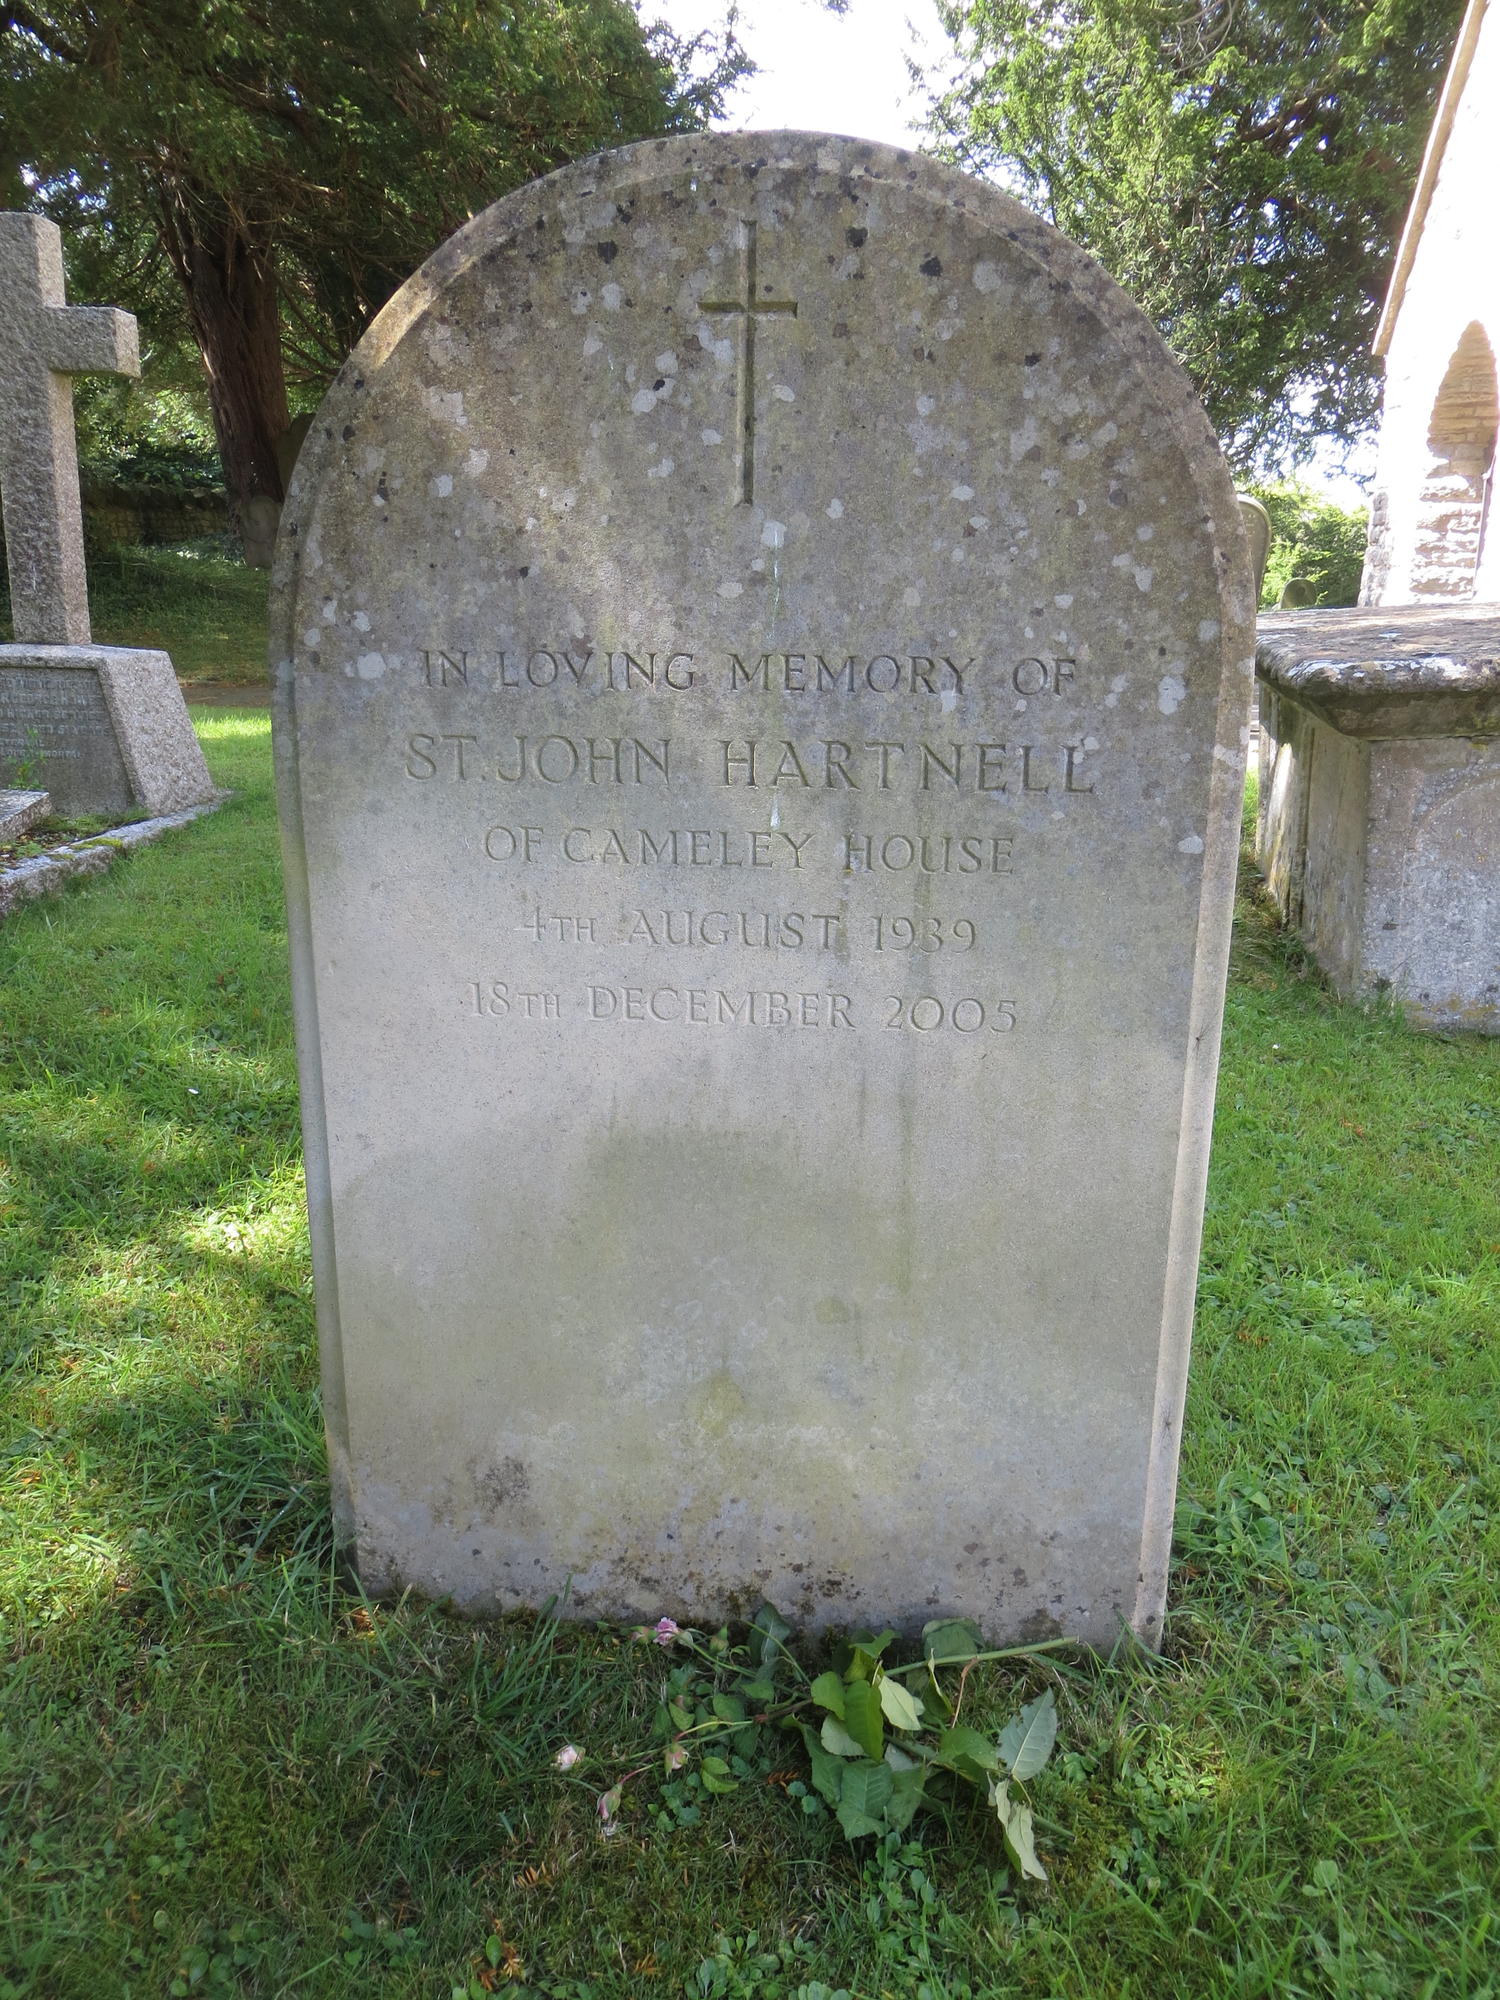 IN LOVING MEMORY OF
ST. JOHN HARTNELL
OF CAMELEY HOUSE
4TH AUGUST 1939
18TH DECEMBER 2005